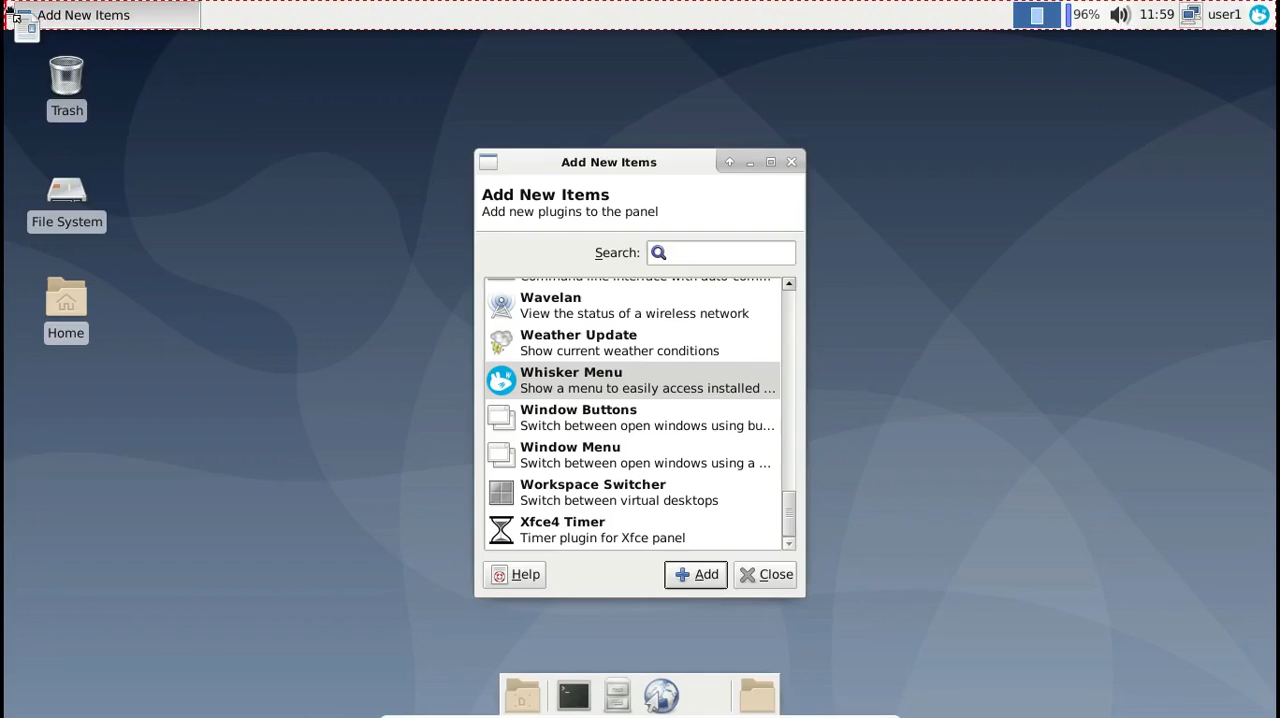 Add New Items
96%
11:59
user1
Trash
File System
Home
Add New Items
Add New Items
Add new plugins to the panel
Search:
Wavelan
View the status of a wireless network
Weather Update
Show current weather conditions
Whisker Menu
Show a menu to easily access installed ...
Window Buttons
Switch between open windows using bu...
Window Menu
Switch between open windows using a ...
Workspace Switcher
Switch between virtual desktops
Xfce4 Timer
Timer plugin for Xfce panel
Help
Add
Close